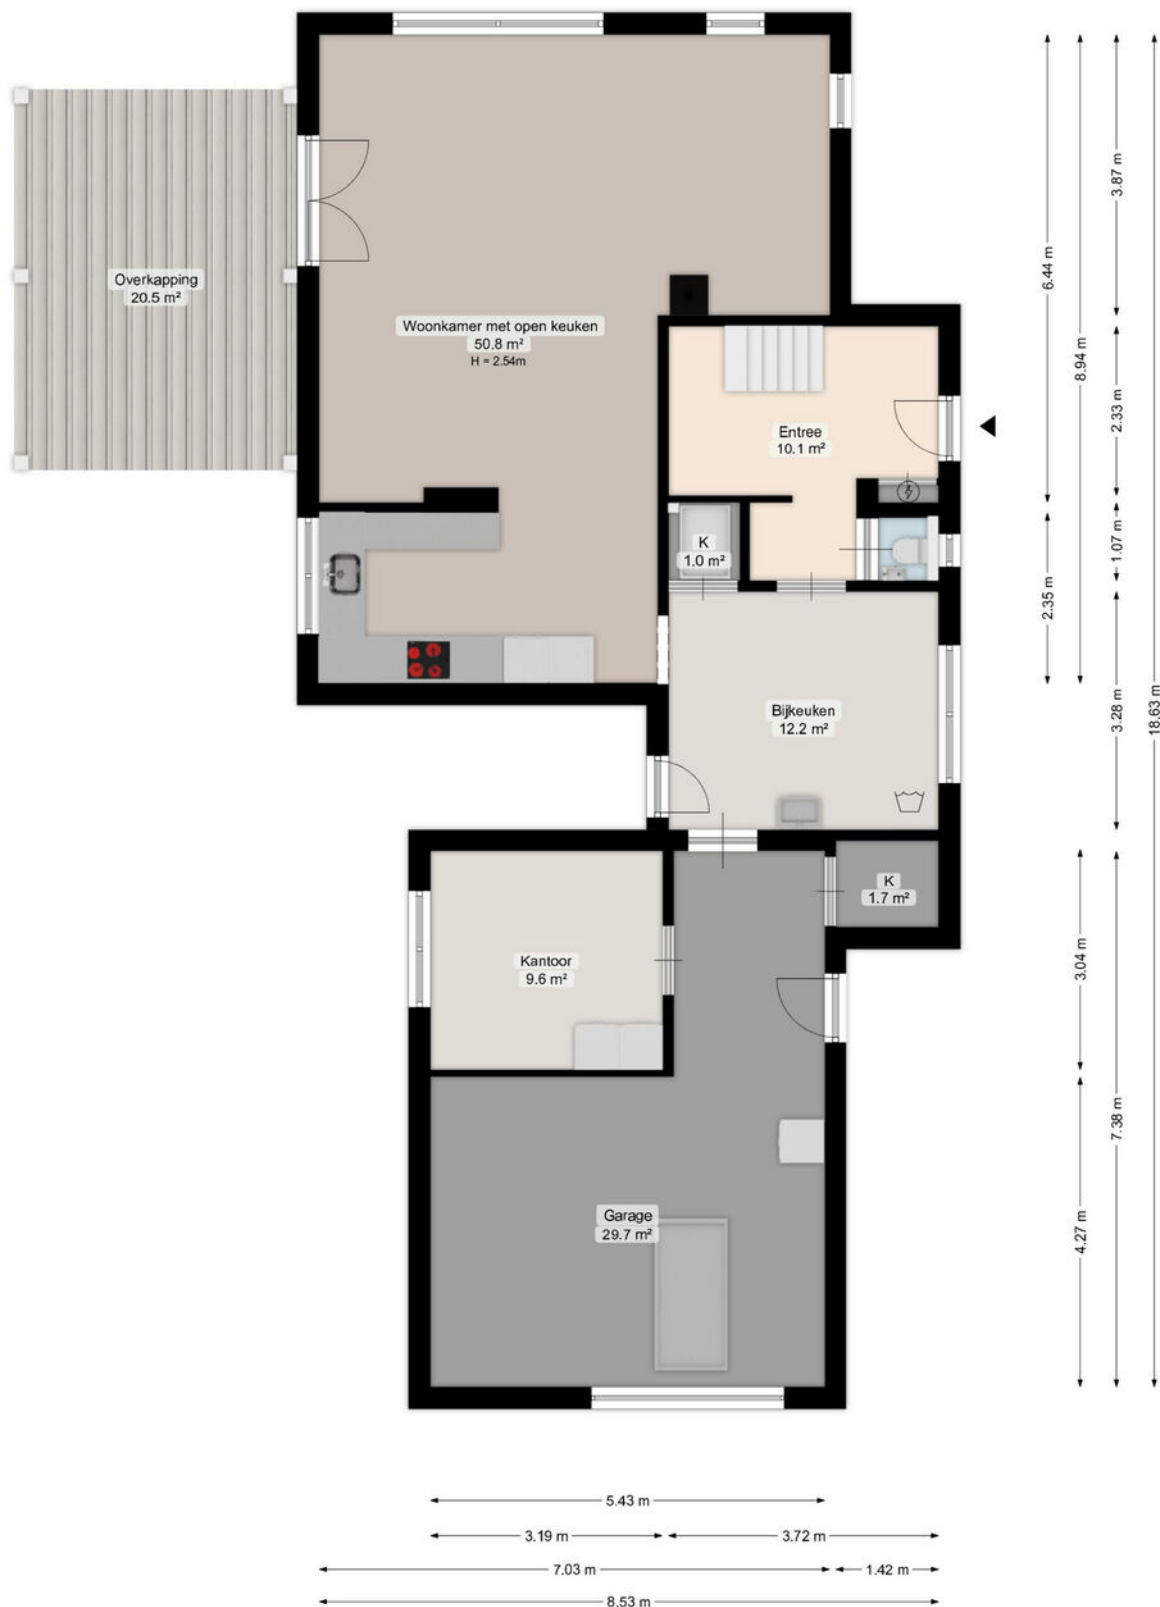 Overkapping
20.5 m²
Woonkamer met open keuken
50.8 m²
H = 2.54m
Entree
10.1 m²
K
1.0 m²
Bijkeuken
12.2 m²
K
1.7 m²
Kantoor
9.6 m²
Garage
29.7 m²
6.44 m
2.35 m
8.94 m
3.87 m
2.33 m
1.07 m
3.28 m
18.63 m
3.04 m
4.27 m
7.38 m
5.43 m
3.19 m
3.72 m
7.03 m
1.42 m
8.53 m